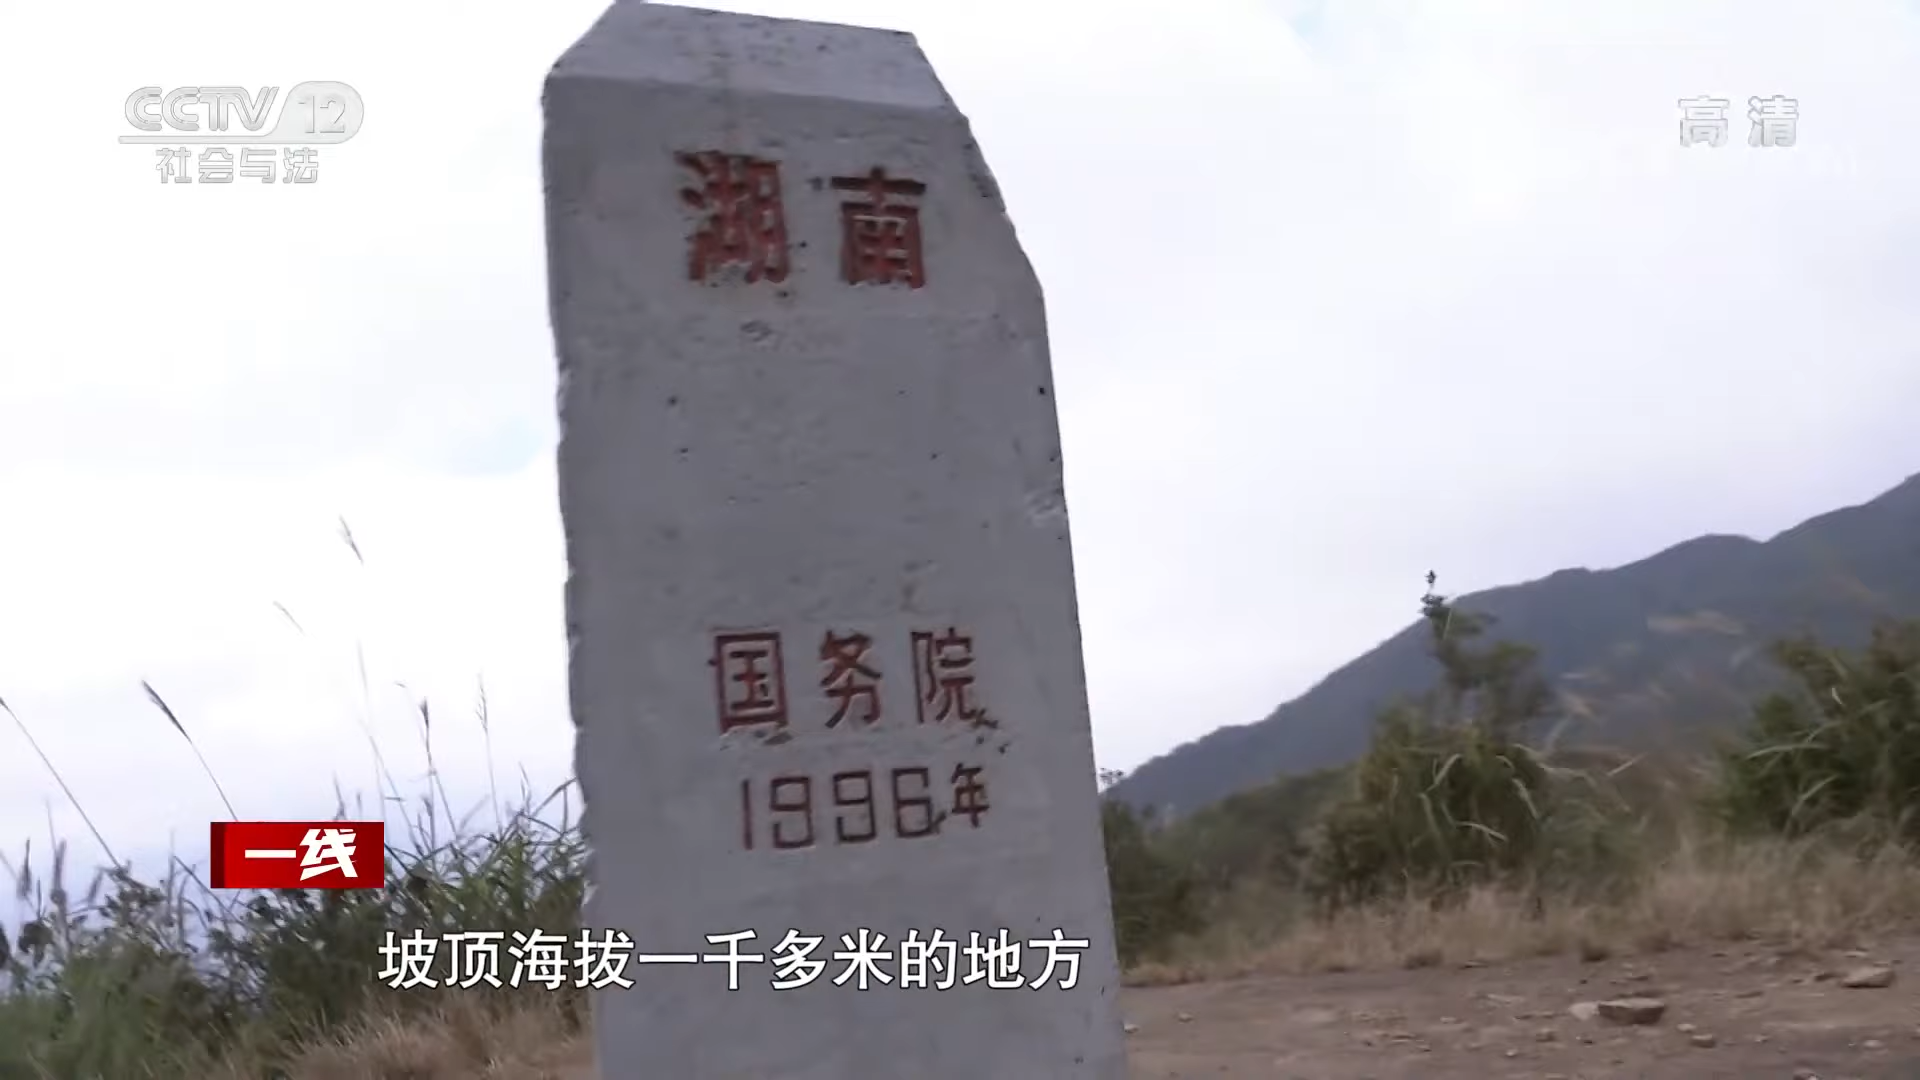 CCTV 12
社会与法
高清
湖南
国务院
1996年
一线
坡顶海拔一千多米的地方